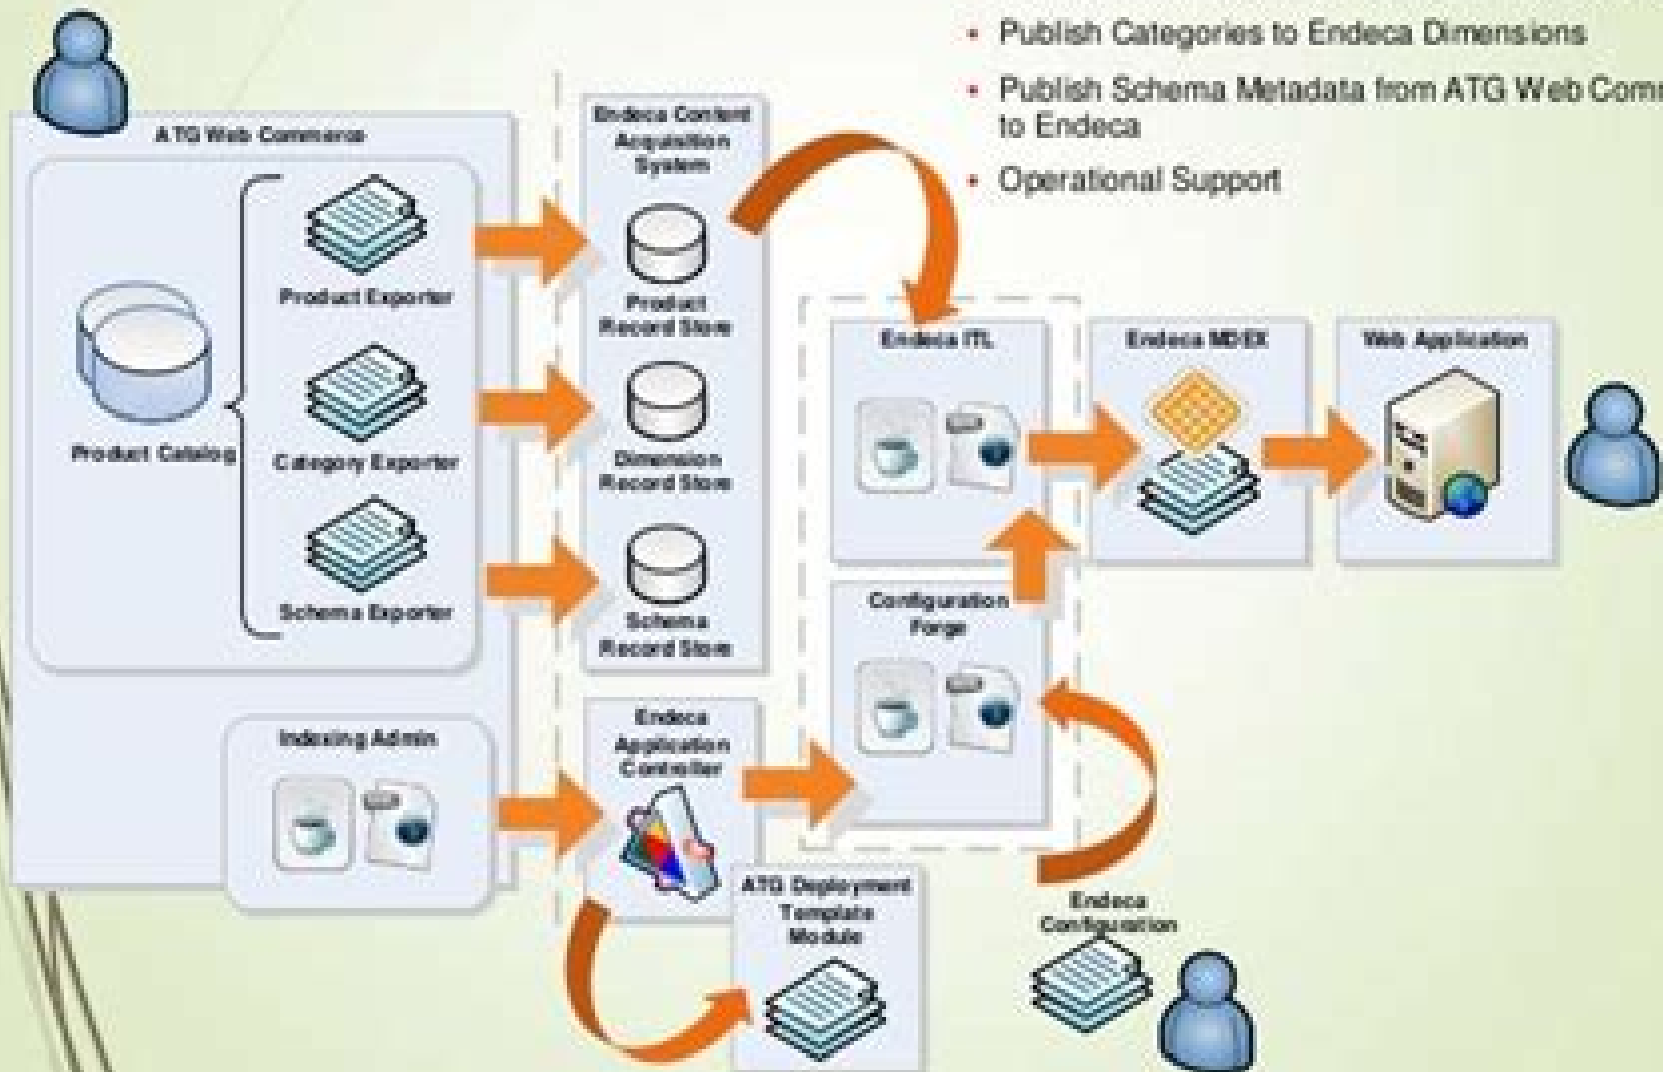 • Publish Categories to Endeca Dimensions
• Publish Schema Metadata from ATG Web
to Endeca
• Operational Support
ATG Web Commerce
Product Catalog
Product Exporter
Category Exporter
Schema Exporter
Indexing Admin
Endeca Content
Acquisition
System
Product
Record Store
Dimension
Record Store
Schema
Record Store
Endeca
Application
Controller
ATG Deployment
Template
Module
Endeca ITL
Configuration
Forge
Endeca
Configuration
Endeca MDEX
Web Application